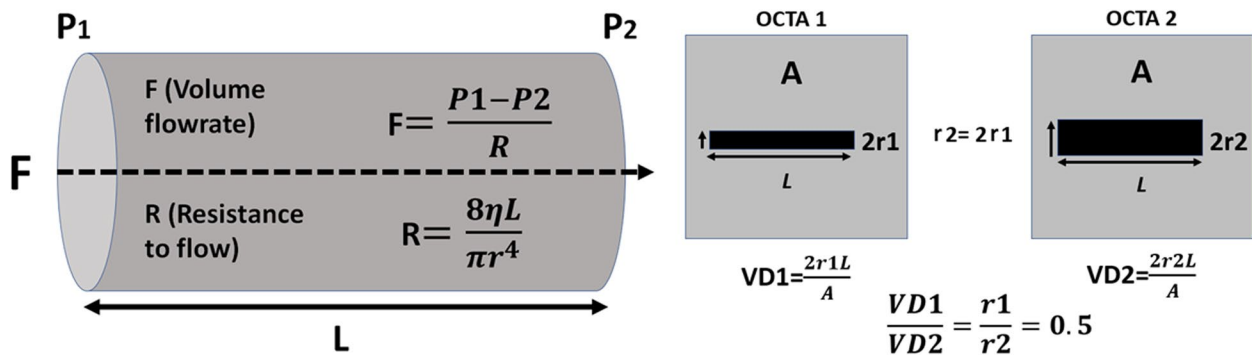 P1
P2
F (Volume
flowrate)
F= P1−P2 / R
F
R (Resistance
to flow)
R= 8ηL / πr⁴
L
OCTA 1
A
2r1
L
VD1= 2r1L / A
r2= 2r1
OCTA 2
A
2r2
L
VD2= 2r2L / A
VD1 / VD2 = r1 / r2 = 0.5